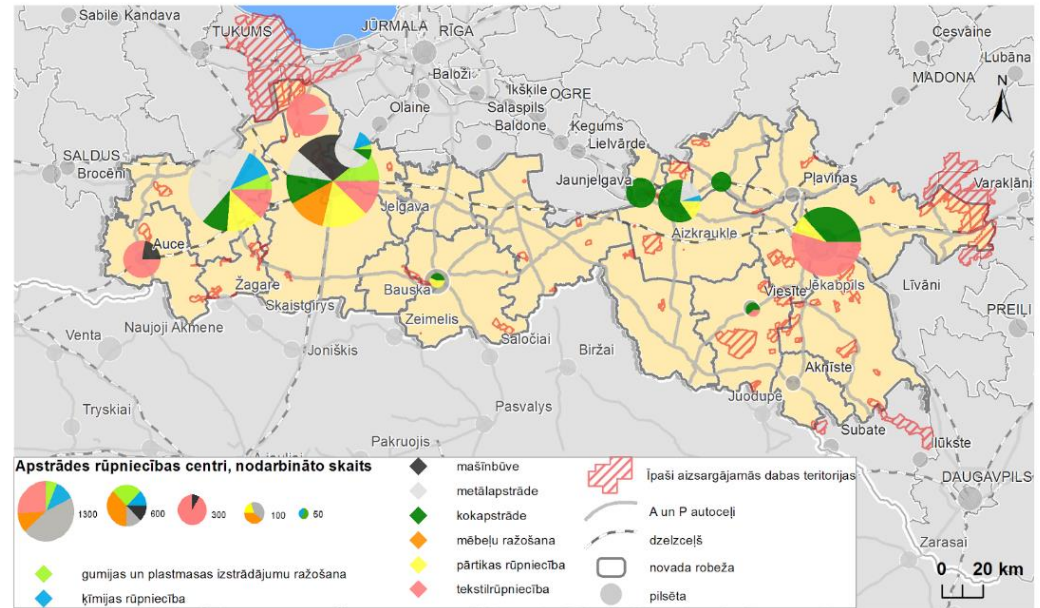 Sabile Kandava
TUKUMS
JŪRMALA
RĪGA
Cesvaine
Lubāna
MADONA
N
Baloži
Olaine
Ikšķile
OGRE
Salaspils
Baldone
Ķegums
Lielvārde
SALDUS
Brocēni
Jaunjelgava
Pļaviņas
Varakļāni
Jelgava
Aizkraukle
Auce
Žagare
Skaistgirys
Bauska
Viesīte
Jēkabpils
Līvāni
PREIĻI
Zeimelis
Naujoji Akmene
Venta
Joniškis
Saločiai
Biržai
Aknīste
Juodupė
Tryskiai
Pasvalys
Subate
Ilūkste
Pakruojis
DAUGAVPILS
Zarasai
Apstrādes rūpniecības centri, nodarbināto skaits
1300
600
300
100
50
gumijas un plastmasas izstrādājumu ražošana
ķīmijas rūpniecība
mašīnbūve
metālapstrāde
kokapstrāde
mēbeļu ražošana
pārtikas rūpniecība
tekstilrūpniecība
Īpaši aizsargājamās dabas teritorijas
A un P autoceļi
dzelzceļš
novada robeža
pilsēta
0 20 km